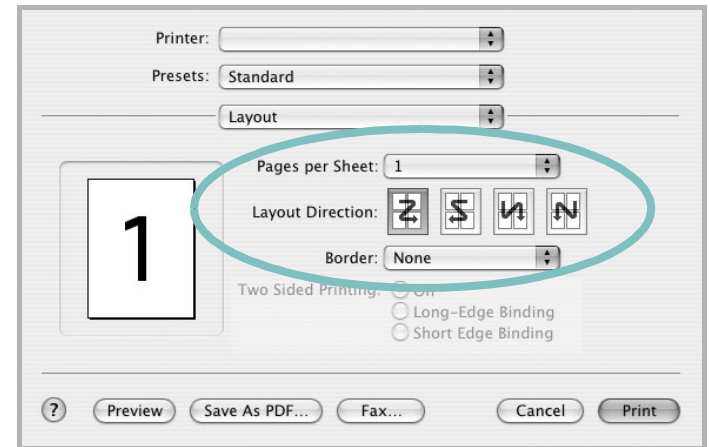 Printer:
Presets: Standard
Layout
Pages per Sheet: 1
1
Layout Direction:
Border: None
Two Sided Printing:
Long-Edge Binding
Short Edge Binding
? Preview Save As PDF... Fax... Cancel Print